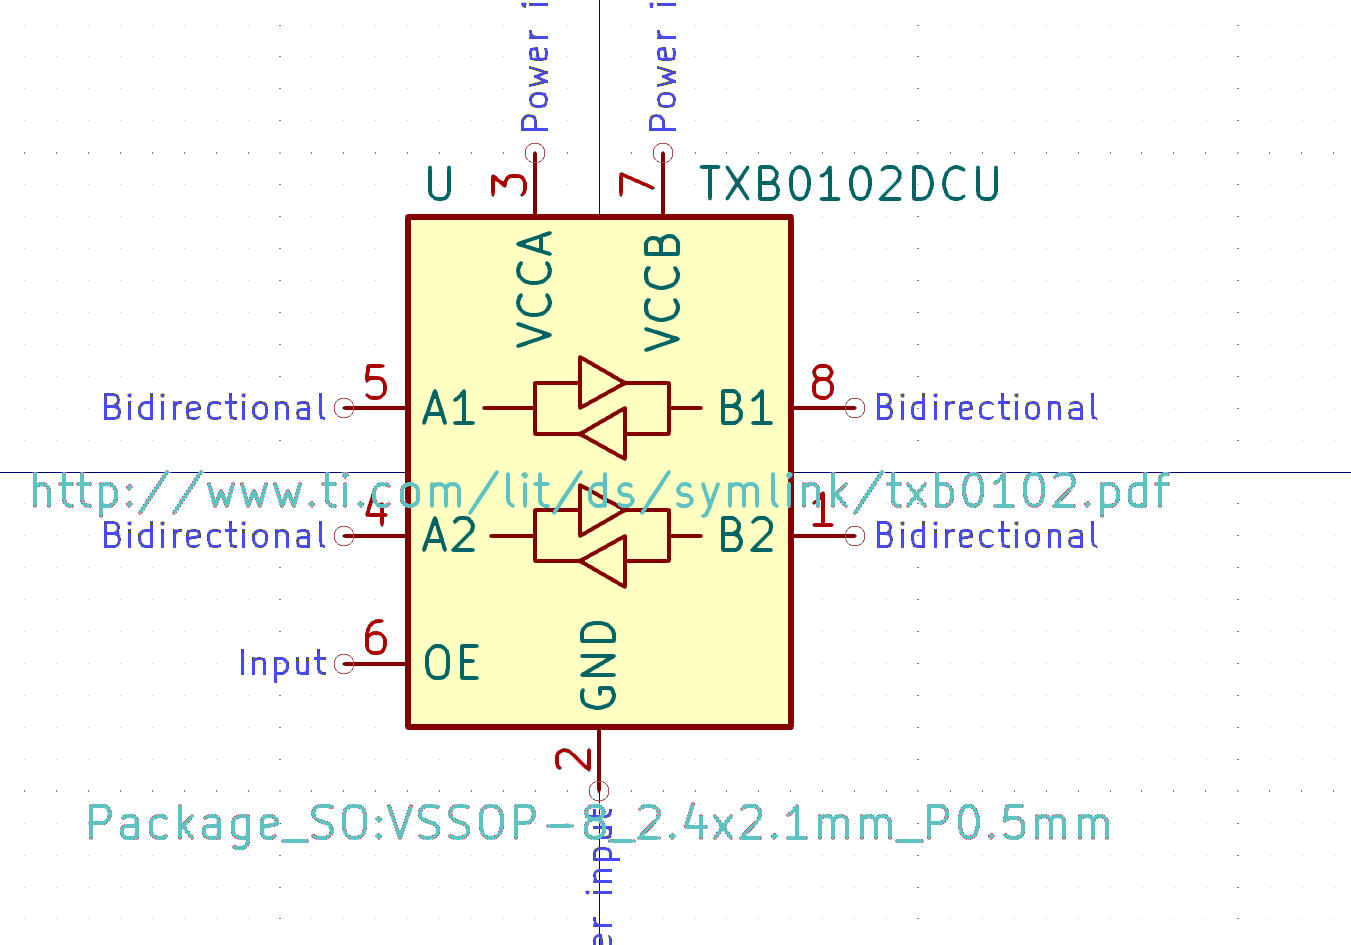 Power i
Power i
U
3
7
TXB0102DCU
VCCA
VCCB
Bidirectional
5
A1
B1
8
Bidirectional
http://www.ti.com/lit/ds/symlink/txb0102.pdf
Bidirectional
4
A2
B2
1
Bidirectional
Input
6
OE
GND
2
Package_SO:VSSOP-8_2.4x2.1mm_P0.5mm
er input